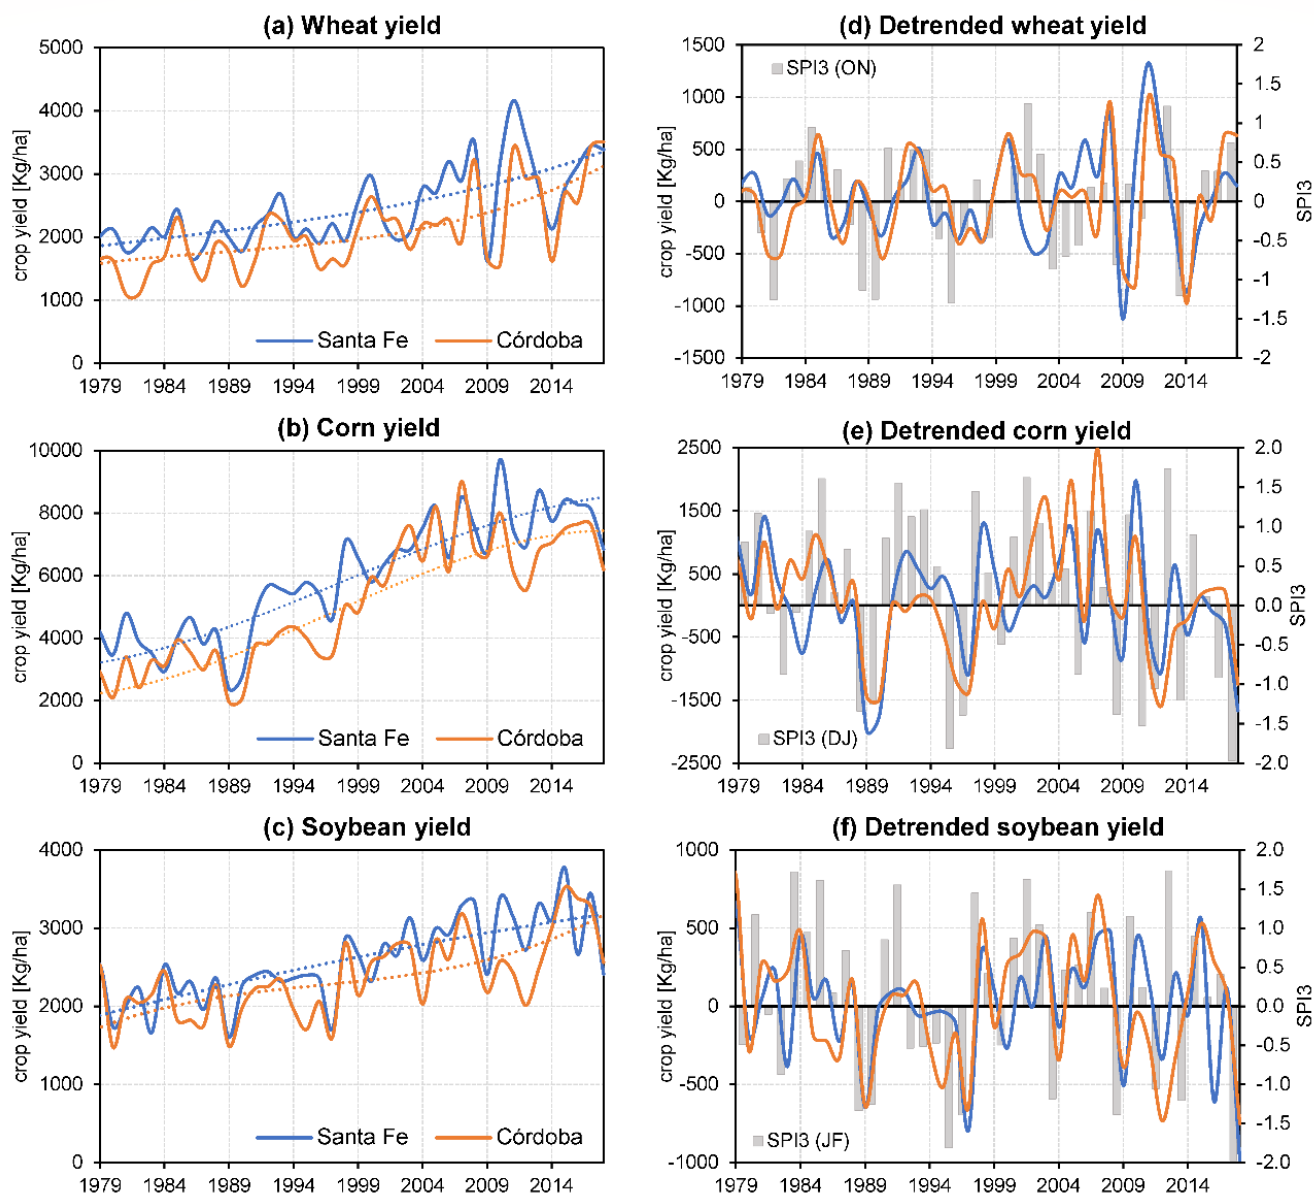 (a) Wheat yield
crop yield [Kg/ha]
5000
4000
3000
2000
1000
0
Santa Fe
Córdoba
1979 1984 1989 1994 1999 2004 2009 2014
(d) Detrended wheat yield
crop yield [Kg/ha]
1500
1000
500
0
-500
-1000
-1500
SPI3 (ON)
2
1.5
1
0.5
0
-0.5
-1
-1.5
-2
SPI3
1979 1984 1989 1994 1999 2004 2009 2014
(b) Corn yield
crop yield [Kg/ha]
10000
8000
6000
4000
2000
0
Santa Fe
Córdoba
1979 1984 1989 1994 1999 2004 2009 2014
(e) Detrended corn yield
crop yield [Kg/ha]
2500
1500
500
-500
-1500
-2500
SPI3 (DJ)
2.0
1.5
1.0
0.5
0.0
-0.5
-1.0
-1.5
-2.0
SPI3
1979 1984 1989 1994 1999 2004 2009 2014
(c) Soybean yield
crop yield [Kg/ha]
4000
3000
2000
1000
0
Santa Fe
Córdoba
1979 1984 1989 1994 1999 2004 2009 2014
(f) Detrended soybean yield
crop yield [Kg/ha]
1000
500
0
-500
-1000
SPI3 (JF)
2.0
1.5
1.0
0.5
0.0
-0.5
-1.0
-1.5
-2.0
SPI3
1979 1984 1989 1994 1999 2004 2009 2014